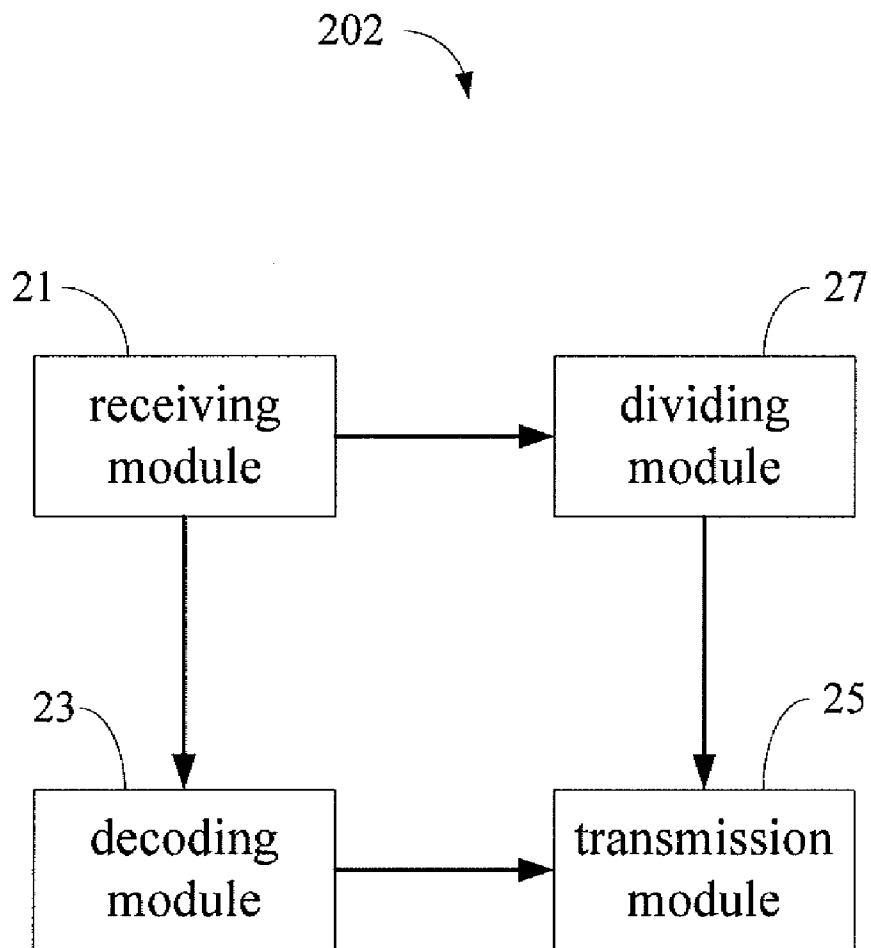 202
21
27
receiving
module
dividing
module
23
25
decoding
module
transmission
module